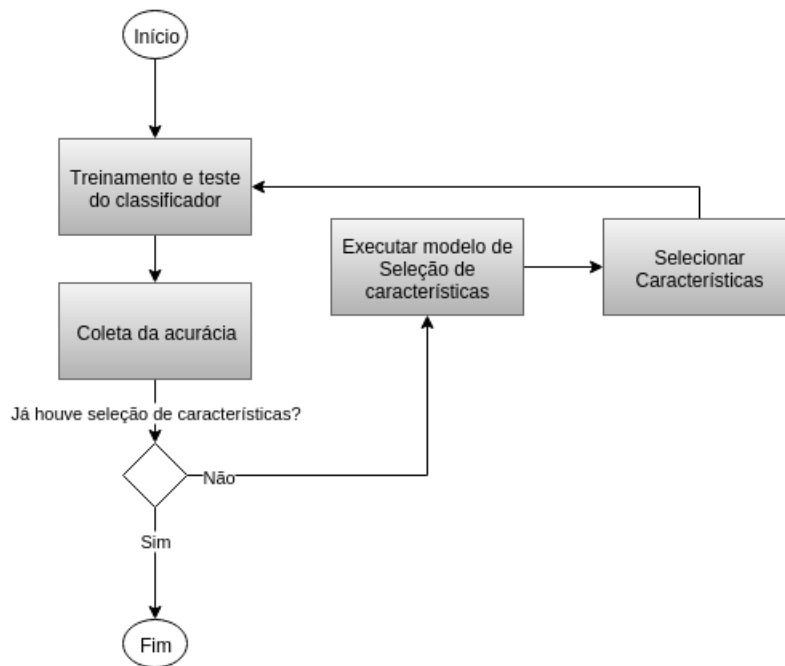 Início
Treinamento e teste
do classificador
Executar modelo de
Seleção de
características
Selecionar
Características
Coleta da acurácia
Já houve seleção de características?
Não
Sim
Fim